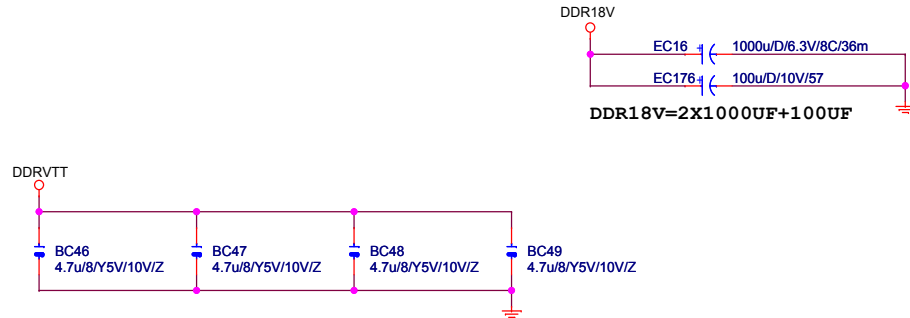 DDR18V
EC16 1000u/D/6.3V/8C/36m
EC176 100u/D/10V/57
DDR18V=2X1000UF+100UF
DDRVTT
BC46 BC47 BC48 BC49
4.7u/8/Y5V/10V/Z 4.7u/8/Y5V/10V/Z 4.7u/8/Y5V/10V/Z 4.7u/8/Y5V/10V/Z